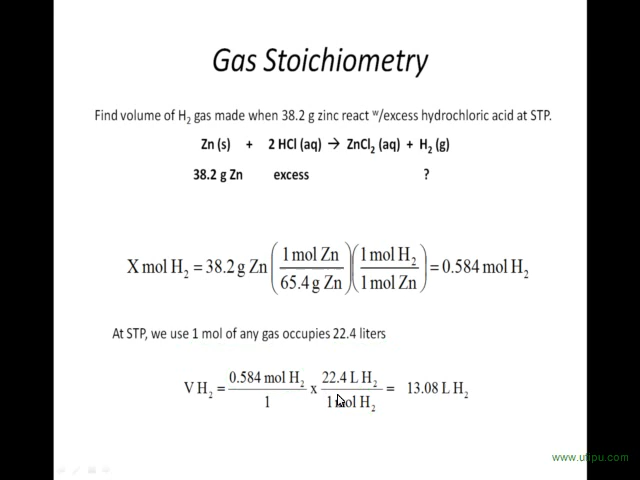 Gas Stoichiometry
Find volume of H₂ gas made when 38.2 g zinc react w/excess hydrochloric acid at STP.
Zn (s) + 2 HCl (aq) → ZnCl₂ (aq) + H₂ (g)
38.2 g Zn excess ?
X mol H₂ = 38.2 g Zn (1 mol Zn / 65.4 g Zn) (1 mol H₂ / 1 mol Zn) = 0.584 mol H₂
At STP, we use 1 mol of any gas occupies 22.4 liters
V H₂ = 0.584 mol H₂ / 1 x 22.4 L H₂ / 1 mol H₂ = 13.08 L H₂
www.utipu.com